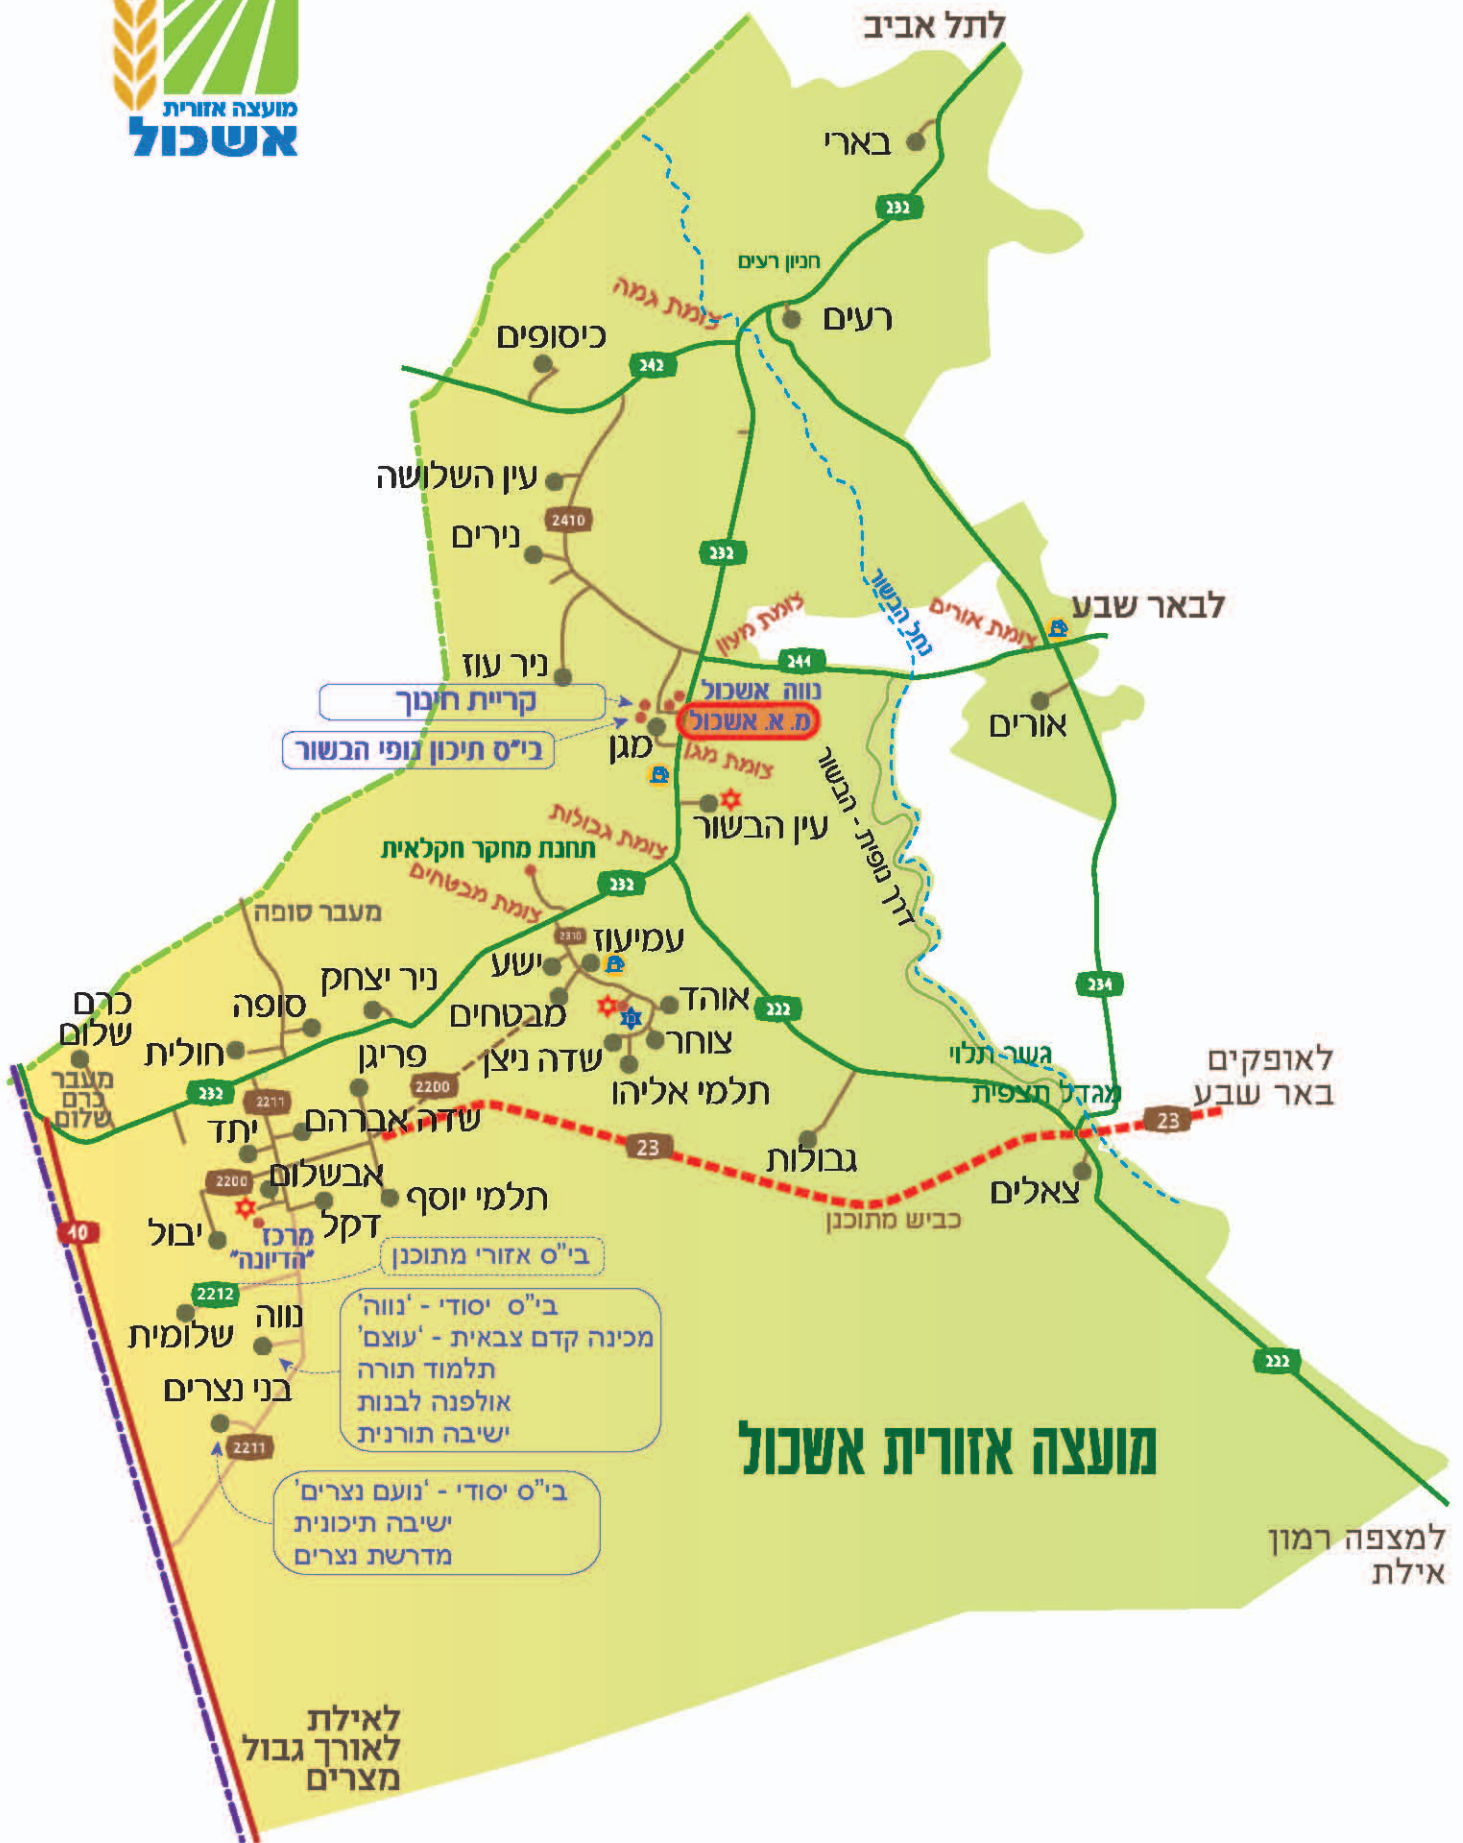 מועצה אזורית
אשכול
לתל אביב
בארי
232
חניון רעים
צומת גמה
רעים
כיסופים
242
עין השלושה
2410
נירים
232
נחל הבשור
צומת מעון
צומת אורים
לבאר שבע
ניר עוז
244
קריית חינוך
נווה אשכול
מ. א. אשכול
אורים
בי"ס תיכון נופי הבשור
מגן
צומת מגן
דרך נופית - הבשור
עין הבשור
צומת גבולות
תחנת מחקר חקלאית
232
צומת מבטחים
מעבר סופה
2310
עמיעוז
ישע
ניר יצחק
מבטחים
אוהד
222
234
כרם
שלום
סופה
חולית
צוחר
שדה ניצן
תלמי אליהו
פריגן
2200
גשר תלוי
מגדל תצפית
לאופקים
באר שבע
מעבר
כרם
שלום
232
2211
שדה אברהם
יתד
23
23
גבולות
צאלים
2200
אבשלום
תלמי יוסף
כביש מתוכנן
דקל
יבול
40
מרכז
"הדיונה"
בי"ס אזורי מתוכנן
2212
שלומית
נווה
בי"ס יסודי - 'נווה'
מכינה קדם צבאית - 'עוצם'
תלמוד תורה
אולפנה לבנות
ישיבה תורנית
222
בני נצרים
2211
מועצה אזורית אשכול
בי"ס יסודי - 'נועם נצרים'
ישיבה תיכונית
מדרשת נצרים
למצפה רמון
אילת
לאילת
לאורך גבול
מצרים